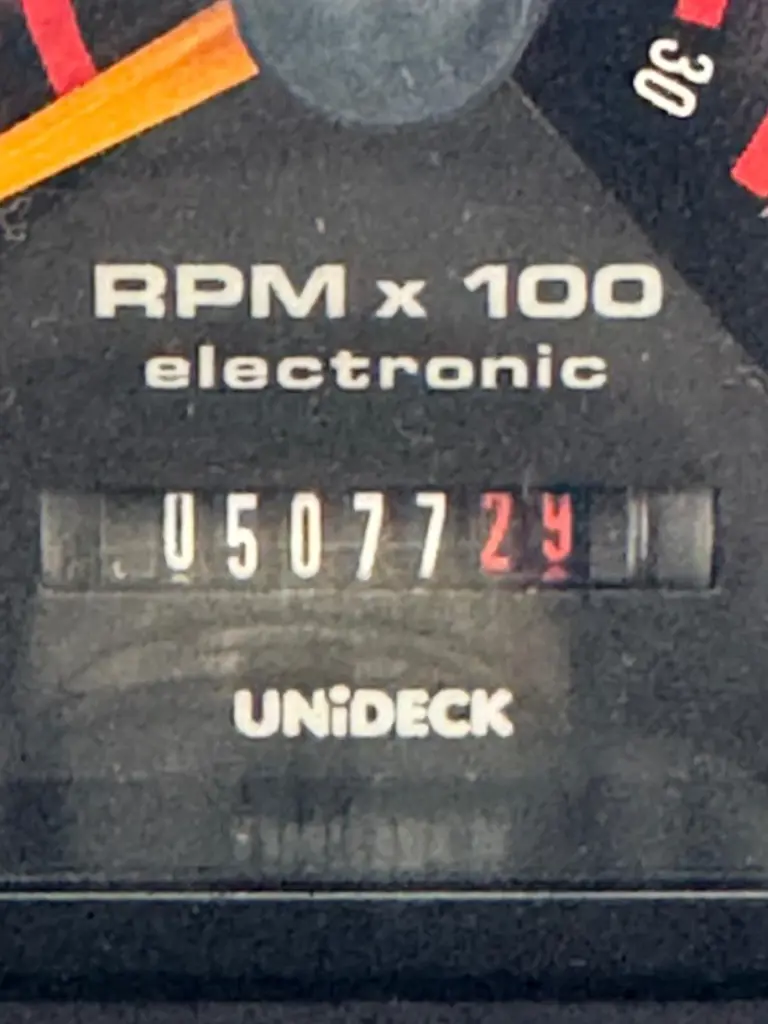 30
RPM x 100
electronic
0507729
UNiDECK